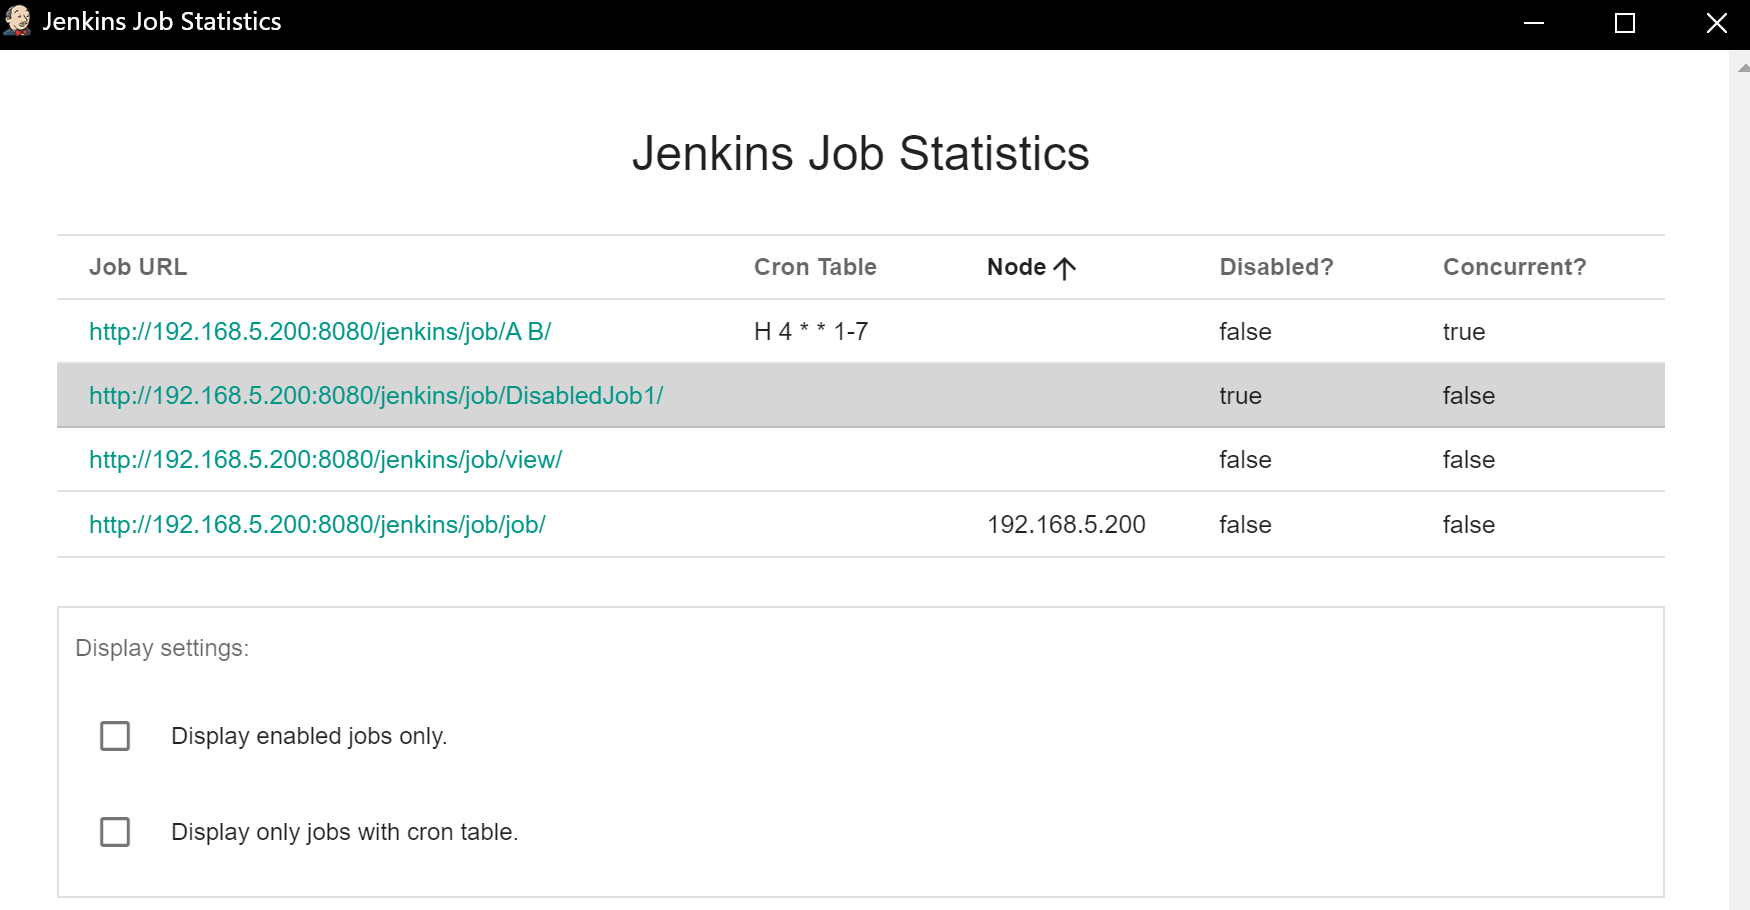 Jenkins Job Statistics
Jenkins Job Statistics
Job URL Cron Table Node Disabled? Concurrent?
http://192.168.5.200:8080/jenkins/job/A B/ H 4 * * 1-7 false true
http://192.168.5.200:8080/jenkins/job/DisabledJob1/ true false
http://192.168.5.200:8080/jenkins/job/view/ false false
http://192.168.5.200:8080/jenkins/job/job/ 192.168.5.200 false false
Display settings:
Display enabled jobs only.
Display only jobs with cron table.